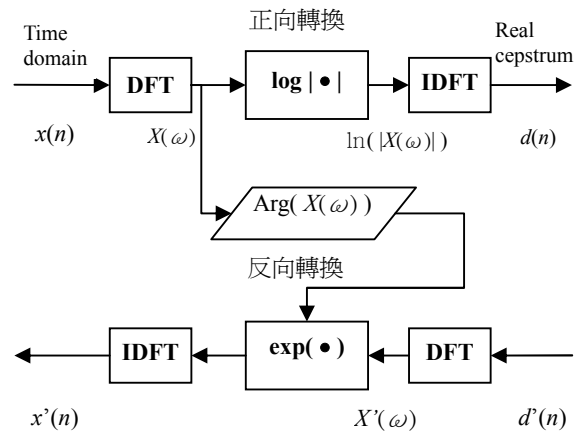 正向轉換
Time domain
Real cepstrum
DFT
log | ● |
IDFT
x(n)
X(ω)
ln( |X(ω)| )
d(n)
Arg( X(ω) )
反向轉換
IDFT
exp( ● )
DFT
x’(n)
X’(ω)
d’(n)